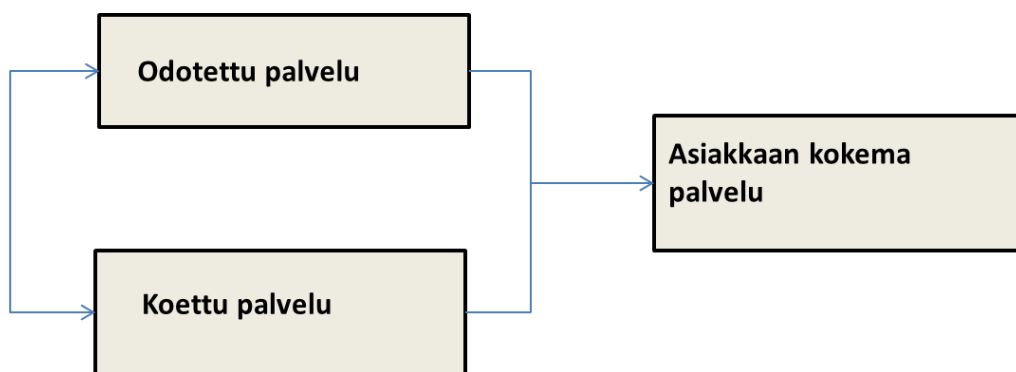 Odotettu palvelu
Asiakkaan kokema
palvelu
Koettu palvelu